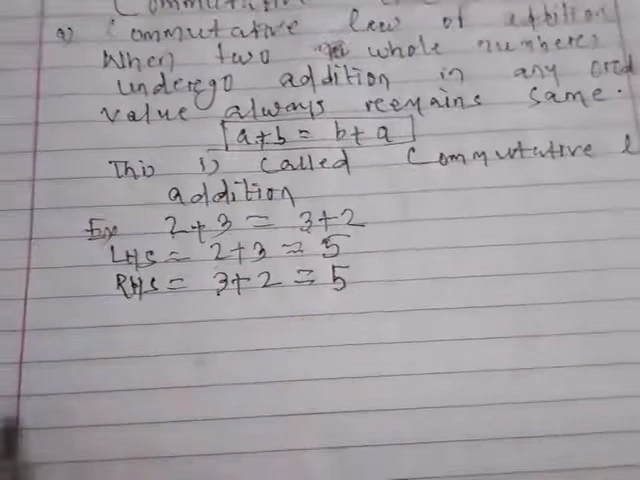 Commutative
a) Commutative law of addition
When two whole numbers
undergo addition in any ord
value always remains same.
a+b = b+a
This is called Commutative l
addition
Ex 2+3 = 3+2
LHS = 2+3 = 5
RHS = 3+2 = 5